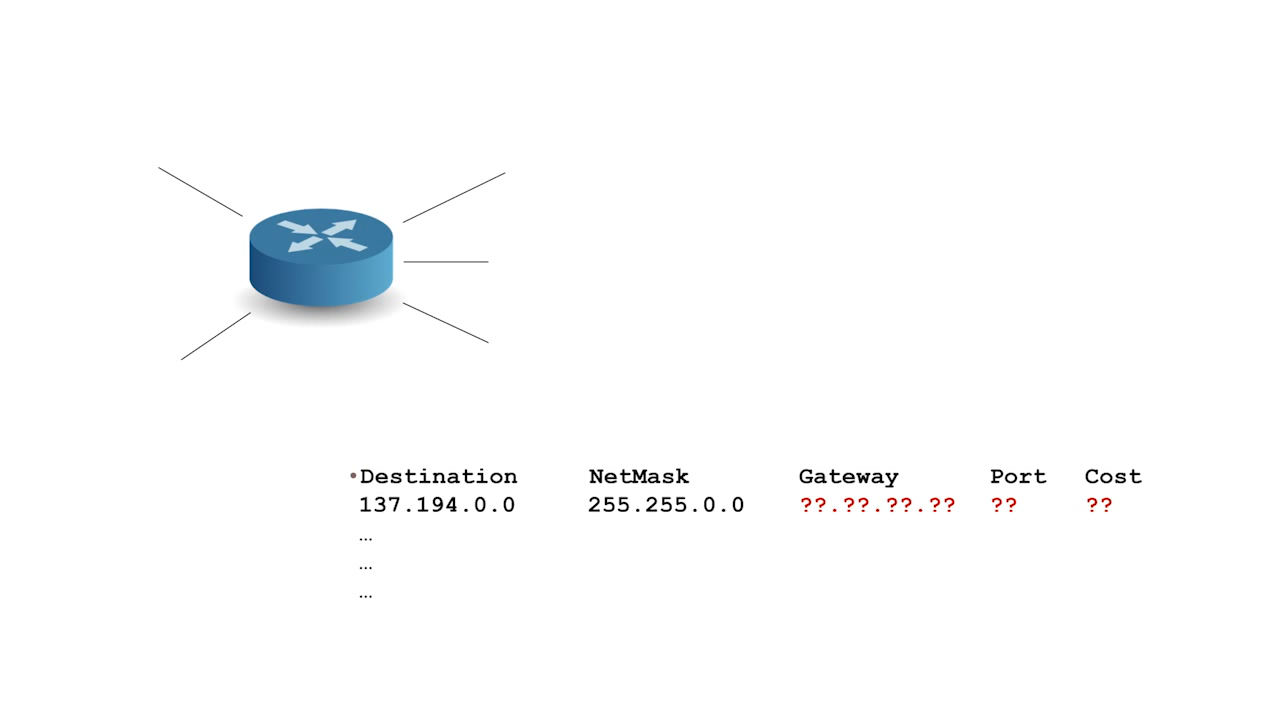 •Destination NetMask Gateway Port Cost
137.194.0.0 255.255.0.0 ??.??.??.?? ?? ??
…
…
…